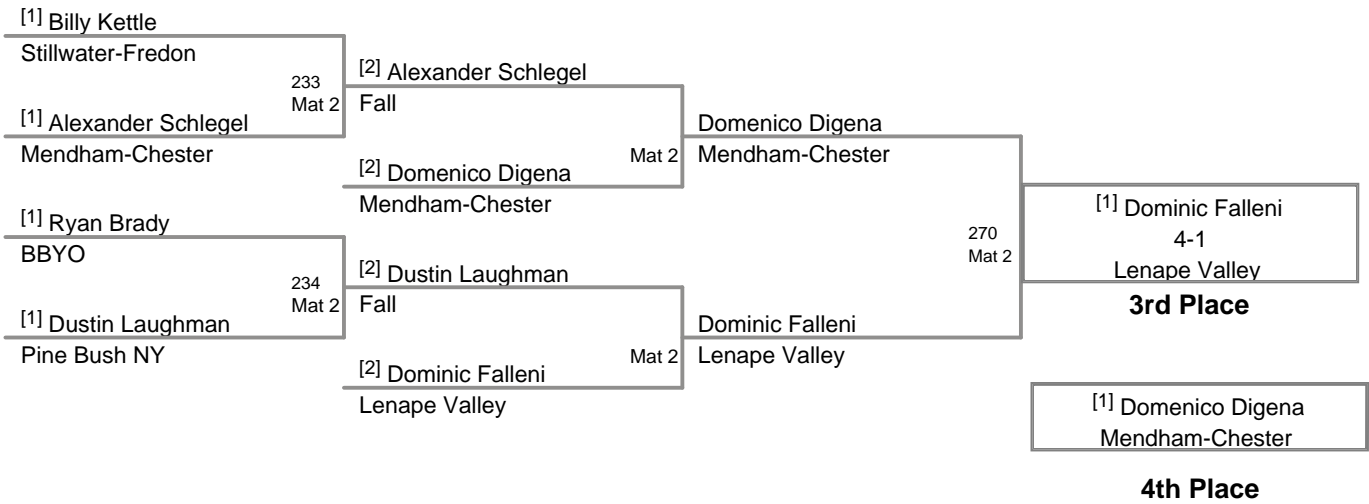 [1] Billy Kettle
Stillwater-Fredon
233
Mat 2
[1] Alexander Schlegel
Mendham-Chester
[2] Alexander Schlegel
Fall
[2] Domenico Digena
Mendham-Chester
Mat 2
Domenico Digena
Mendham-Chester
[1] Ryan Brady
BBYO
234
Mat 2
[1] Dustin Laughman
Pine Bush NY
[2] Dustin Laughman
Fall
[2] Dominic Falleni
Lenape Valley
Mat 2
Dominic Falleni
Lenape Valley
270
Mat 2
[1] Dominic Falleni
4-1
Lenape Valley
3rd Place
[1] Domenico Digena
Mendham-Chester
4th Place